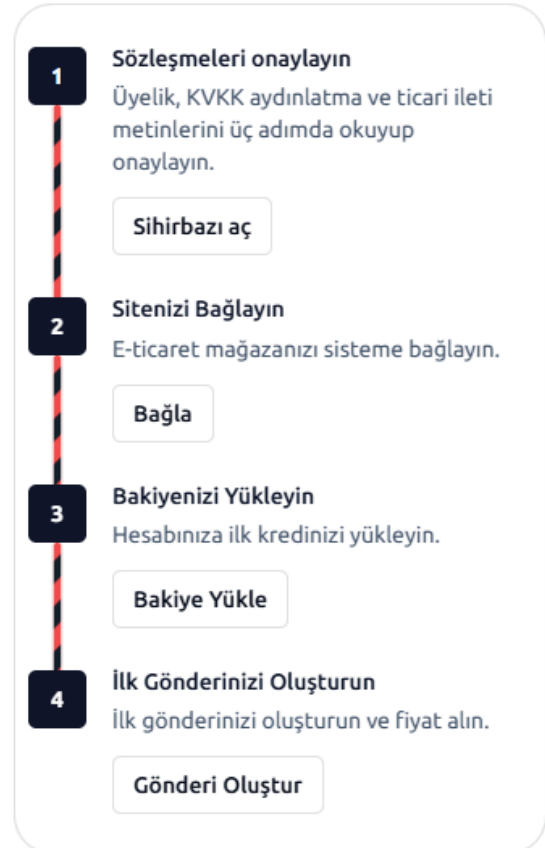 1
Sözleşmeleri onaylayın
Üyelik, KVKK aydınlatma ve ticari ileti
metinlerini üç adımda okuyup
onaylayın.
Sihirbazı aç
2
Sitenizi Bağlayın
E-ticaret mağazanızı sisteme bağlayın.
Bağla
3
Bakiyenizi Yükleyin
Hesabınıza ilk kredinizi yükleyin.
Bakiye Yükle
4
İlk Gönderinizi Oluşturun
İlk gönderinizi oluşturun ve fiyat alın.
Gönderi Oluştur